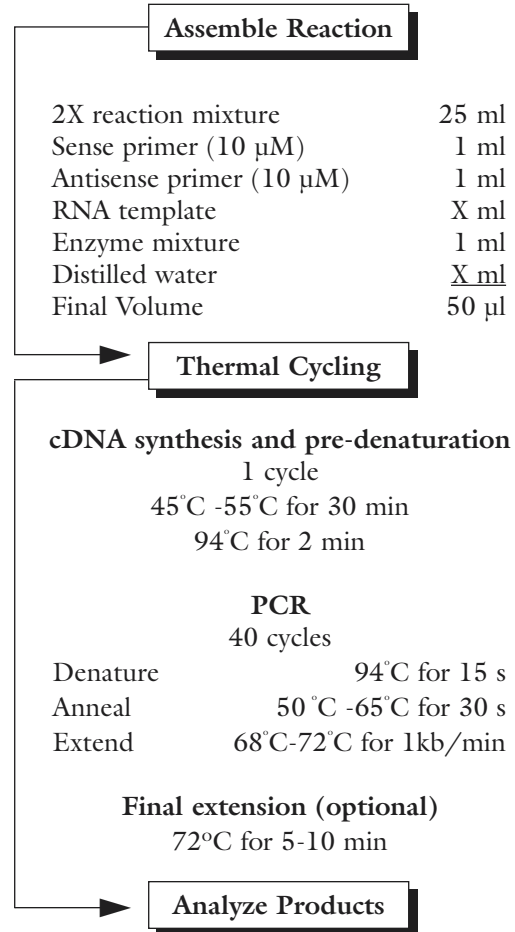 Assemble Reaction
2X reaction mixture 25 ml
Sense primer (10 µM) 1 ml
Antisense primer (10 µM) 1 ml
RNA template X ml
Enzyme mixture 1 ml
Distilled water X ml
Final Volume 50 µl
Thermal Cycling
cDNA synthesis and pre-denaturation
1 cycle
45°C -55°C for 30 min
94°C for 2 min
PCR
40 cycles
Denature 94°C for 15 s
Anneal 50 °C -65°C for 30 s
Extend 68°C-72°C for 1kb/min
Final extension (optional)
72ºC for 5-10 min
Analyze Products